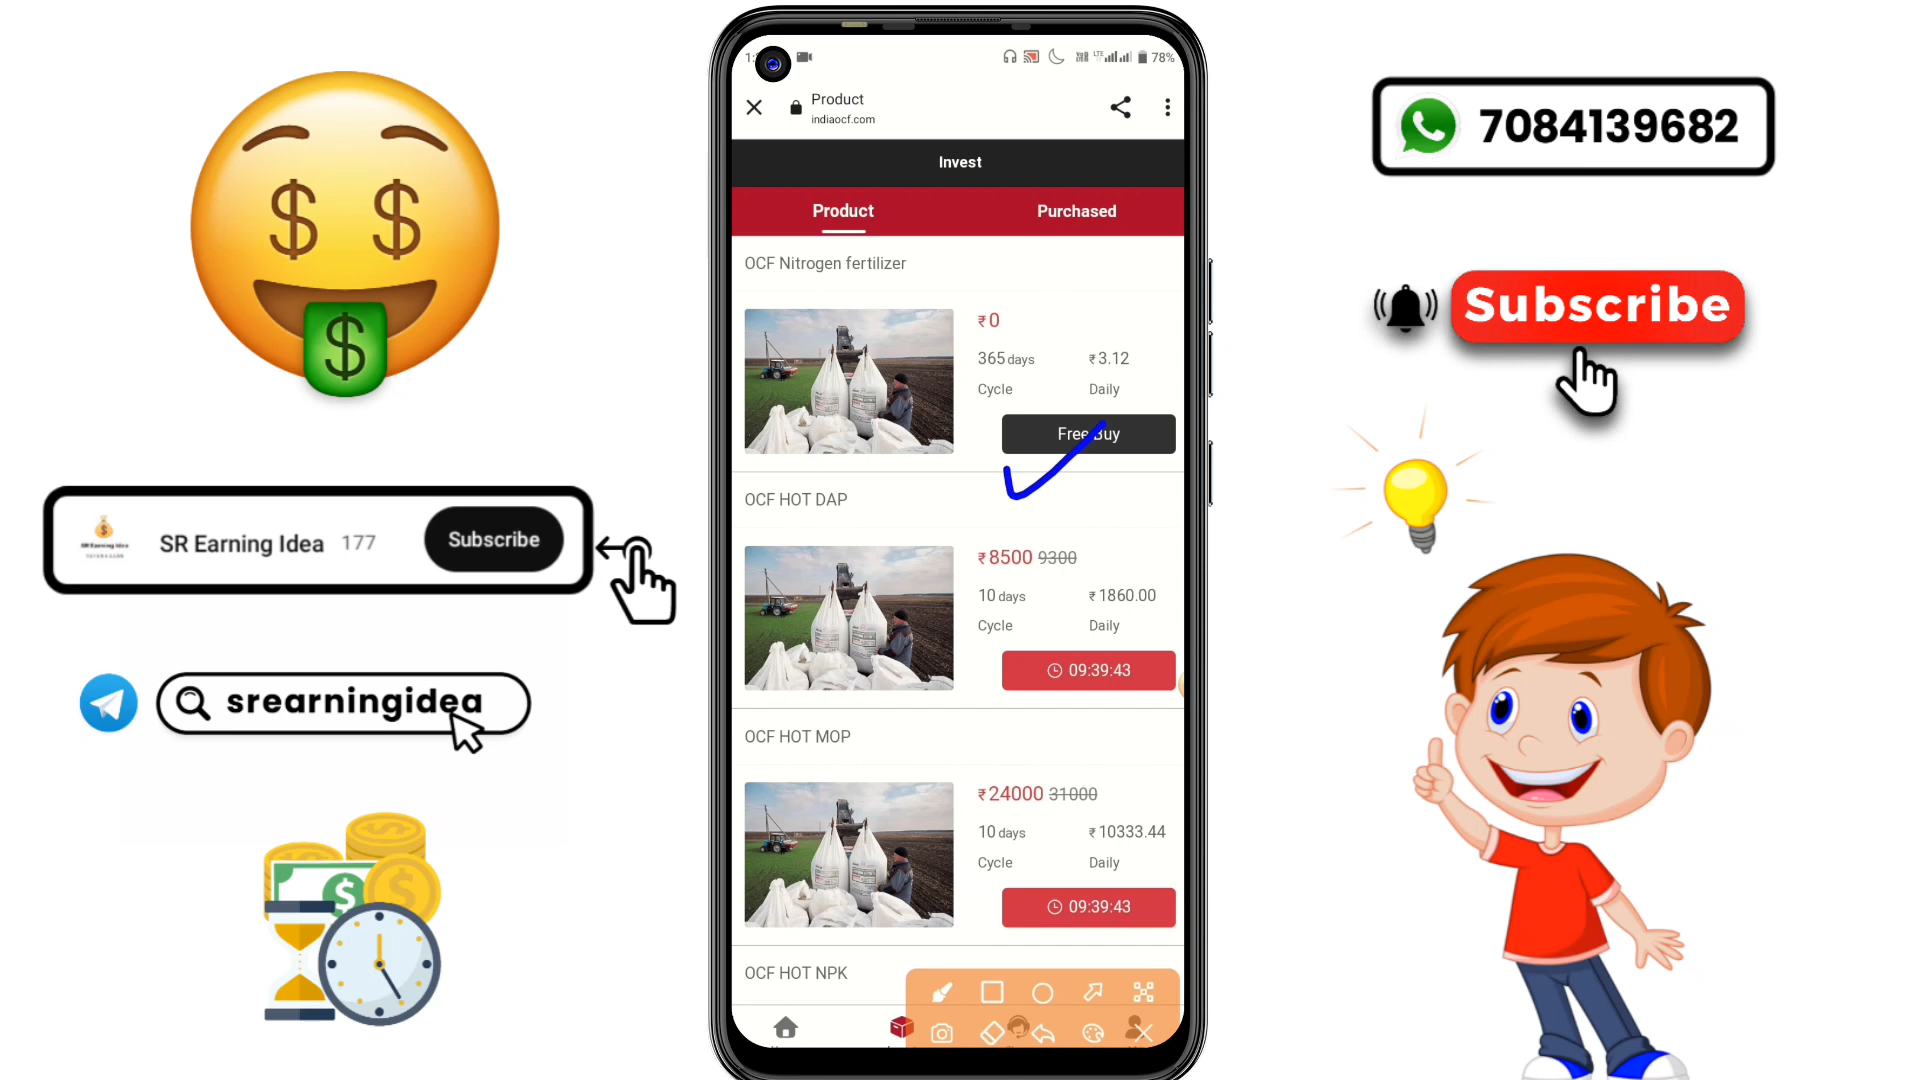 78%
Product
indiaocf.com
Invest
Product
Purchased
OCF Nitrogen fertilizer
₹0
365 days
₹3.12
Cycle
Daily
Free Buy
OCF HOT DAP
₹8500 9300
10 days
₹1860.00
Cycle
Daily
09:39:43
OCF HOT MOP
₹24000 31000
10 days
₹10333.44
Cycle
Daily
09:39:43
OCF HOT NPK
SR Earning Idea 177
Subscribe
srearningidea
7084139682
Subscribe